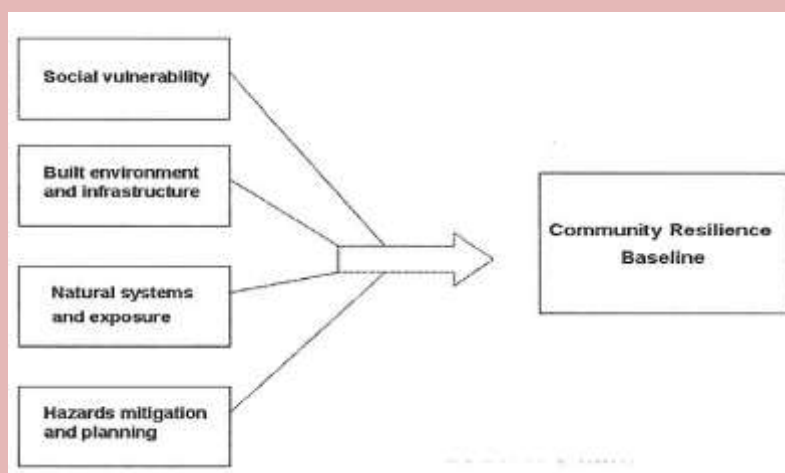 Social vulnerability
Built environment
and infrastructure
Natural systems
and exposure
Hazards mitigation
and planning
Community Resilience
Baseline